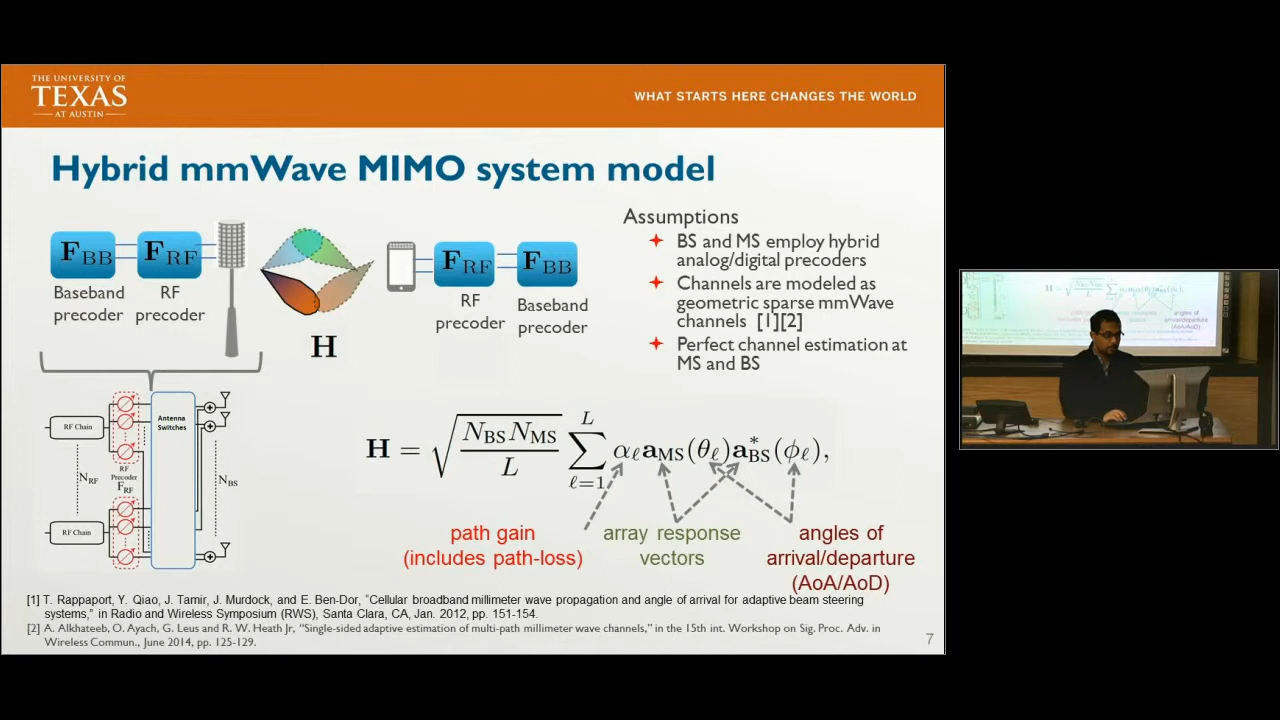 THE UNIVERSITY OF
TEXAS
AT AUSTIN
WHAT STARTS HERE CHANGES THE WORLD
Hybrid mmWave MIMO system model
F_BB
F_RF
Baseband
precoder
RF
precoder
H
F_RF
F_BB
RF
precoder
Baseband
precoder
Assumptions
BS and MS employ hybrid
analog/digital precoders
Channels are modeled as
geometric sparse mmWave
channels [1][2]
Perfect channel estimation at
MS and BS
RF Chain
N_RF
RF Chain
RF
Precoder
F_RF
Antenna
Switches
N_BS
H = √(N_BS N_MS / L) ∑_{ℓ=1}^{L} α_ℓ a_MS(θ_ℓ) a*_BS(ϕ_ℓ),
path gain
(includes path-loss)
array response
vectors
angles of
arrival/departure
(AoA/AoD)
[1] T. Rappaport, Y. Qiao, J. Tamir, J. Murdock, and E. Ben-Dor, "Cellular broadband millimeter wave propagation and angle of arrival for adaptive beam steering
systems," in Radio and Wireless Symposium (RWS), Santa Clara, CA, Jan. 2012, pp. 151-154.
[2] A. Alkhateeb, O. Ayach, G. Leus and R. W. Heath Jr, "Single-sided adaptive estimation of multi-path millimeter wave channels," in the 15th int. Workshop on Sig. Proc. Adv. in
Wireless Commun., June 2014, pp. 125-129.
7